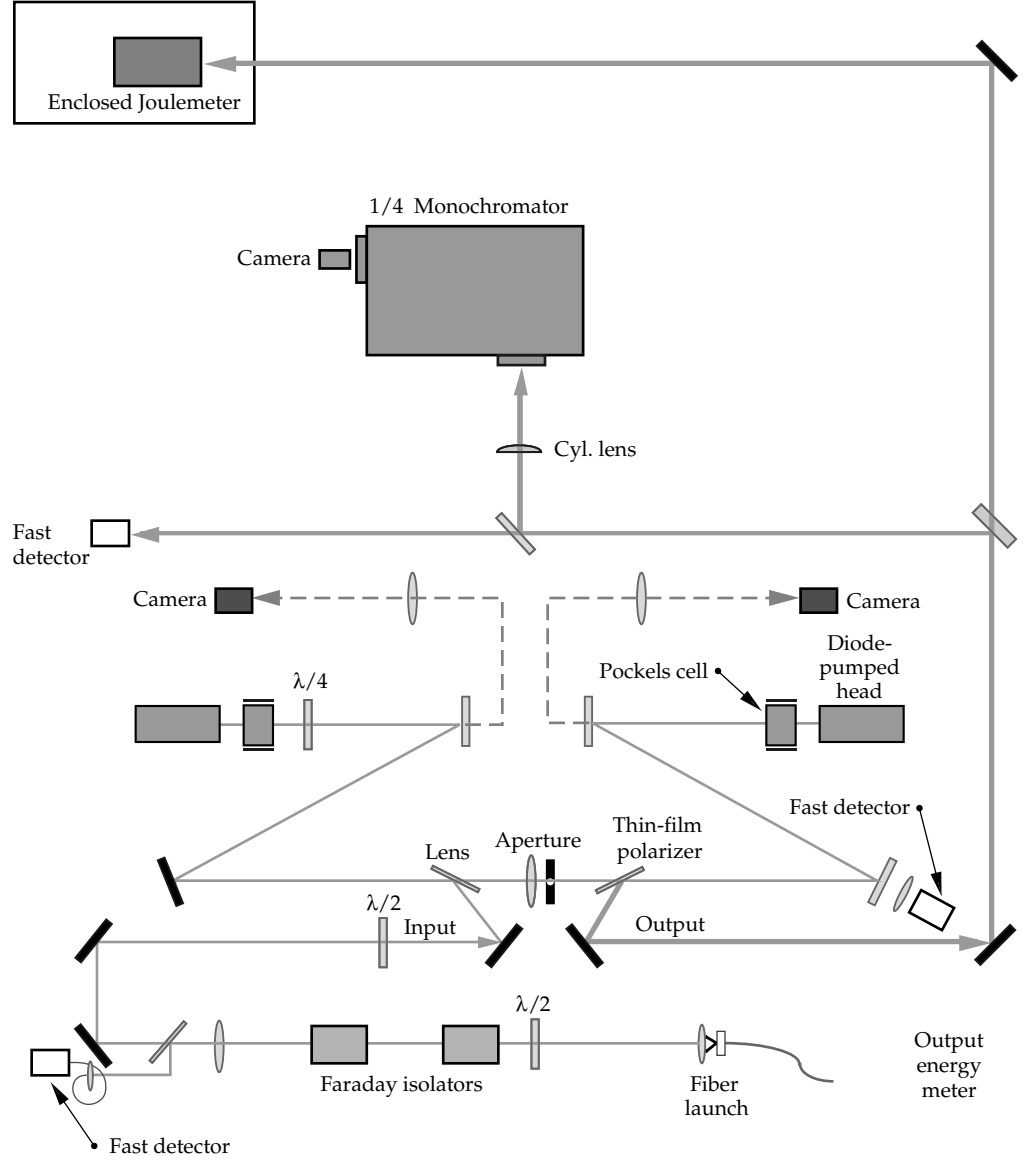 Enclosed Joulemeter
1/4 Monochromator
Camera
Cyl. lens
Fast
detector
Camera
Camera
Diode-
pumped
head
Pockels cell
λ/4
Fast detector
Thin-film
polarizer
Aperture
Lens
λ/2
Input
Output
λ/2
Faraday isolators
Fiber
launch
Output
energy
meter
Fast detector